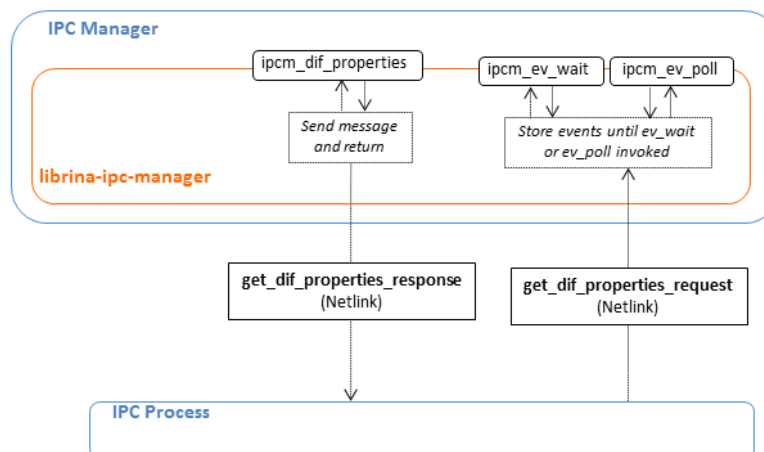 IPC Manager
ipcm_dif_properties
ipcm_ev_wait
ipcm_ev_poll
Send message
and return
Store events until ev_wait
or ev_poll invoked
librina-ipc-manager
get_dif_properties_response
(Netlink)
get_dif_properties_request
(Netlink)
IPC Process